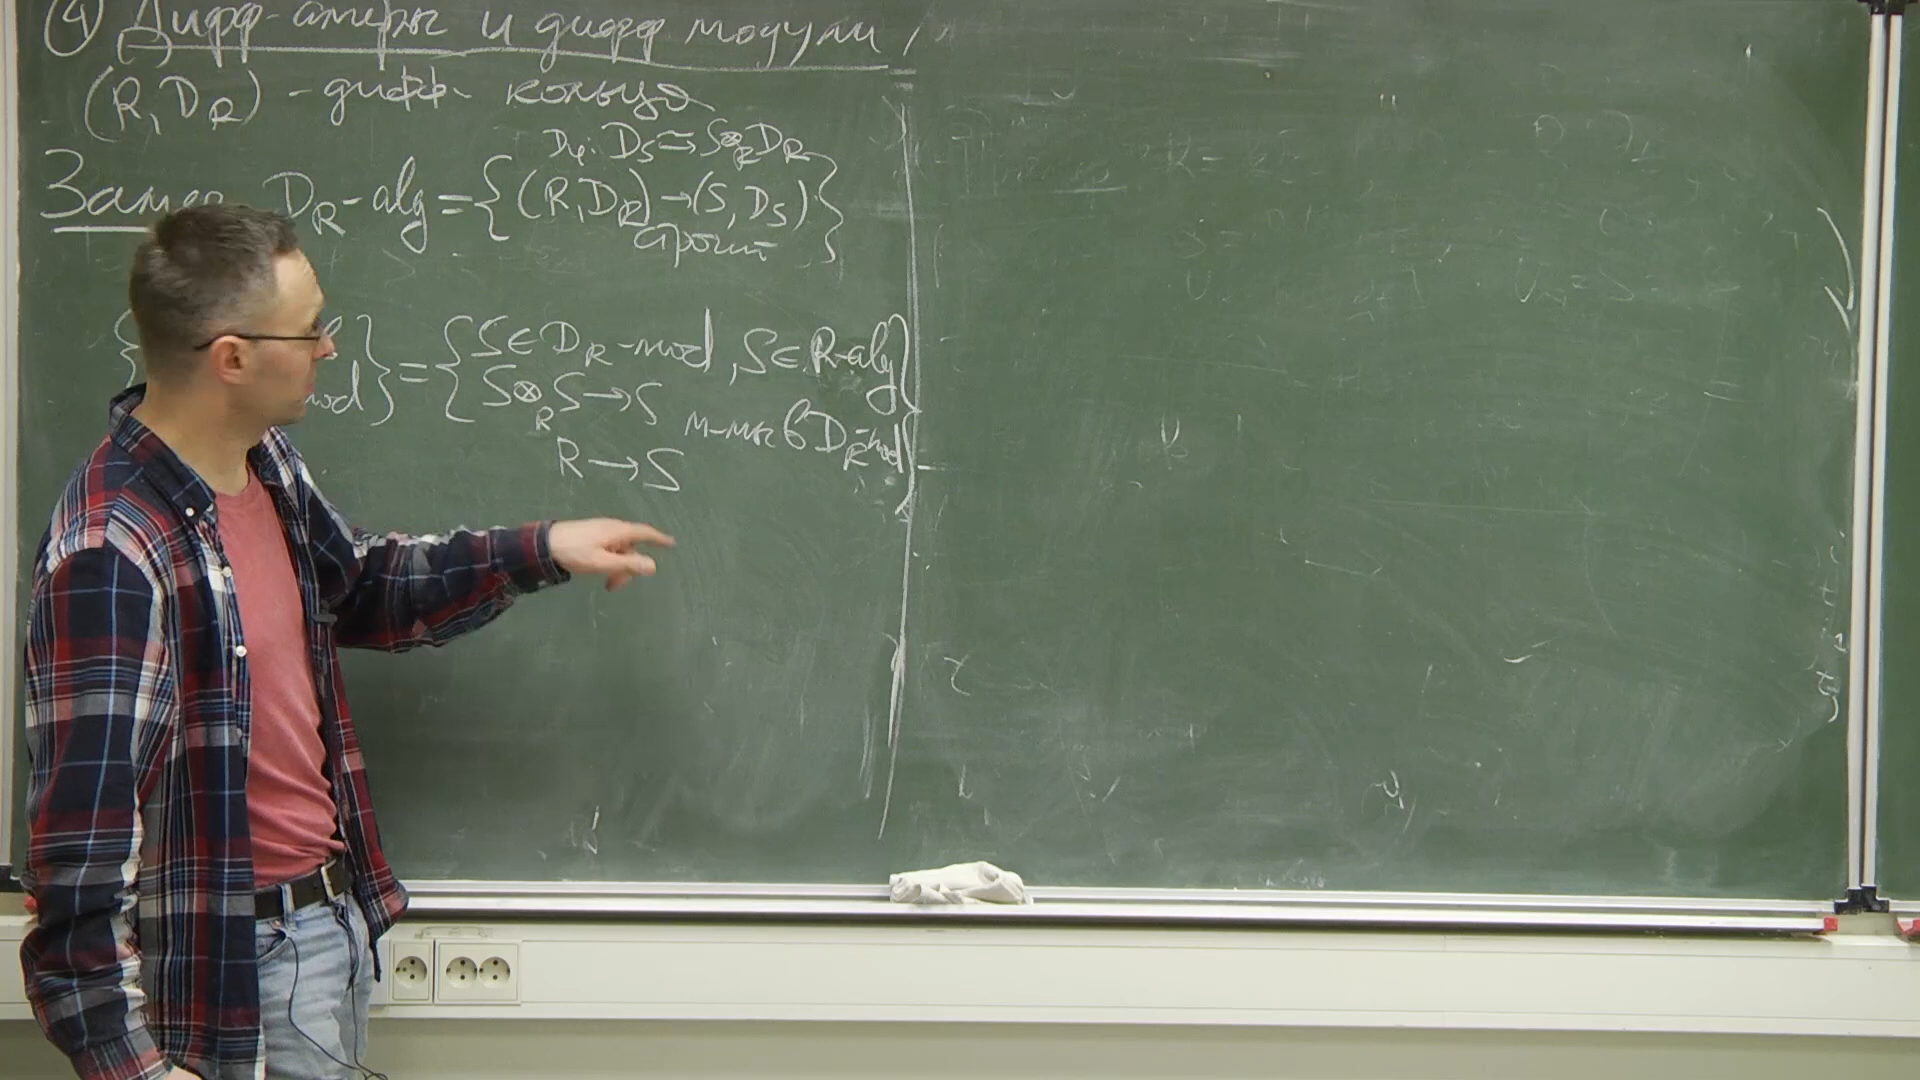 ④ Дифф-алгебры и дифф модули
(R, D_R) - дифф. кольцо
D_φ: D_S ≅→ S⊗_R D_R
Замеч D_R-alg = { (R, D_R) → (S, D_S) }
строгий
{ } = { S ∈ D_R-mod, S ∈ R-alg
mod } { S ⊗_R S → S
м-мы в D_R-mod }
R → S